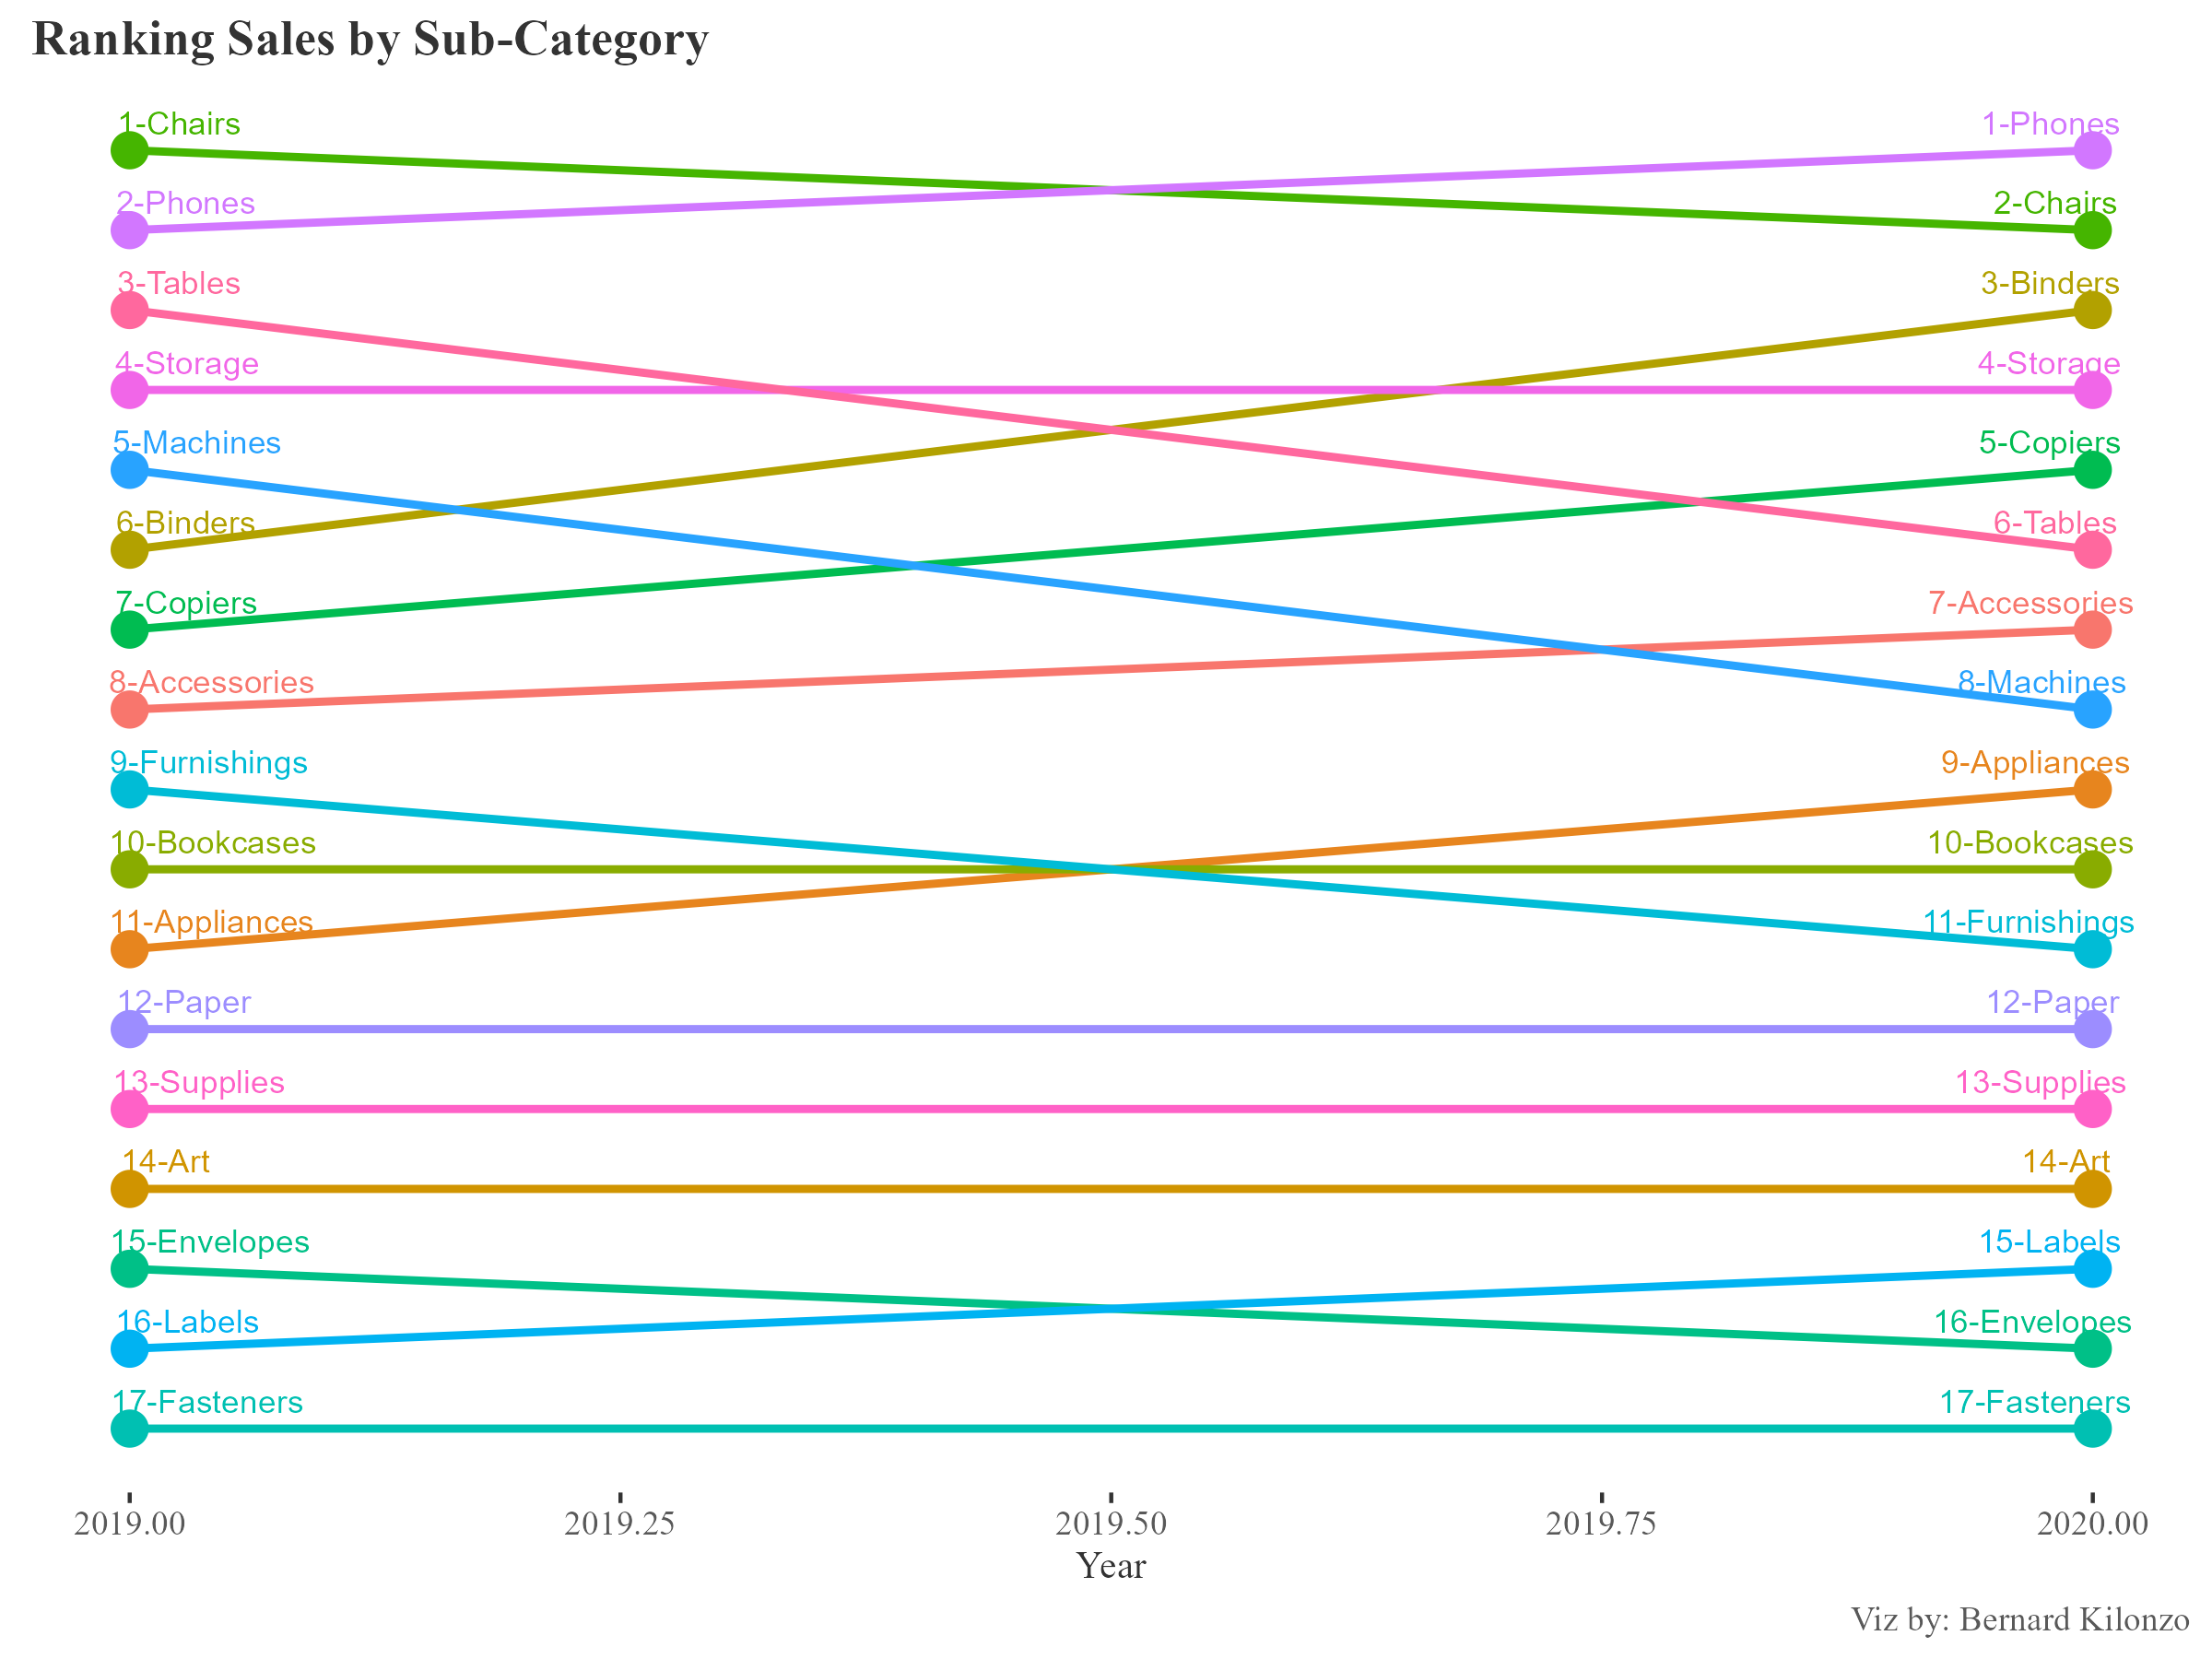 Ranking Sales by Sub-Category
1-Chairs
1-Phones
2-Phones
2-Chairs
3-Tables
3-Binders
4-Storage
4-Storage
5-Machines
5-Copiers
6-Binders
6-Tables
7-Copiers
7-Accessories
8-Accessories
8-Machines
9-Furnishings
9-Appliances
10-Bookcases
10-Bookcases
11-Appliances
11-Furnishings
12-Paper
12-Paper
13-Supplies
13-Supplies
14-Art
14-Art
15-Envelopes
15-Labels
16-Labels
16-Envelopes
17-Fasteners
17-Fasteners
2019.00 2019.25 2019.50 2019.75 2020.00
Year
Viz by: Bernard Kilonzo